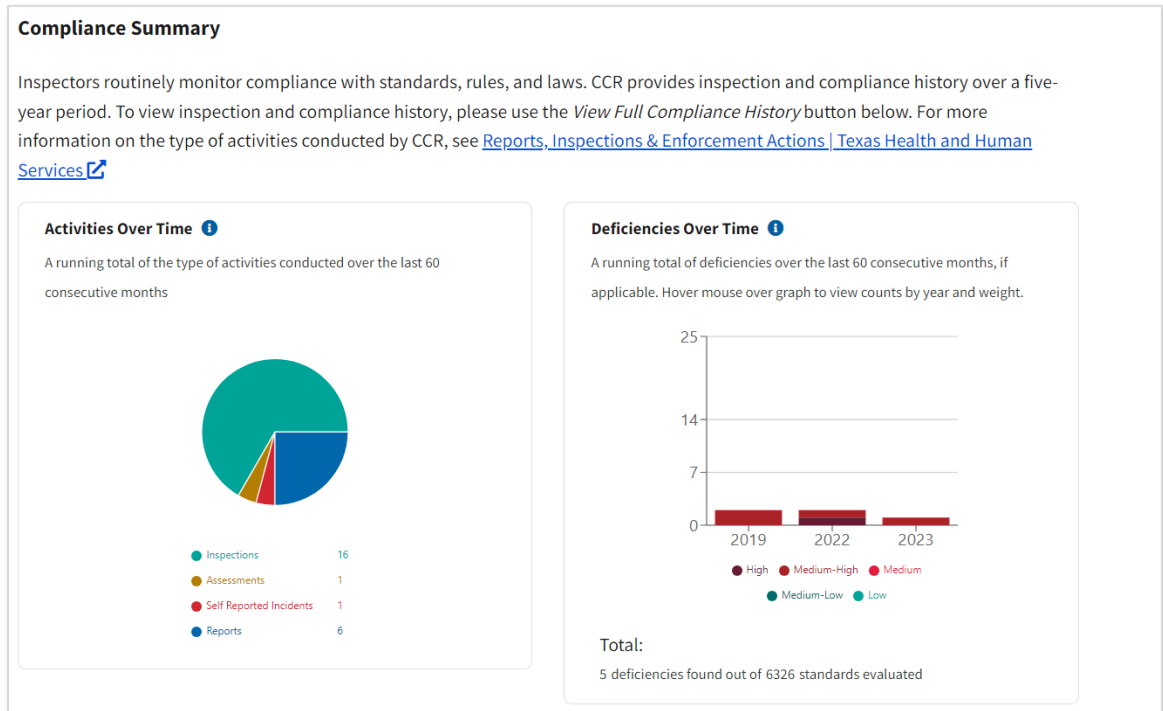 Compliance Summary
Inspectors routinely monitor compliance with standards, rules, and laws. CCR provides inspection and compliance history over a five-
year period. To view inspection and compliance history, please use the View Full Compliance History button below. For more
information on the type of activities conducted by CCR, see Reports, Inspections & Enforcement Actions | Texas Health and Human
Services
Activities Over Time
A running total of the type of activities conducted over the last 60
consecutive months
Inspections 16
Assessments 1
Self Reported Incidents 1
Reports 6
Deficiencies Over Time
A running total of deficiencies over the last 60 consecutive months, if
applicable. Hover mouse over graph to view counts by year and weight.
25
14
7
0
2019 2022 2023
High Medium-High Medium
Medium-Low Low
Total:
5 deficiencies found out of 6326 standards evaluated